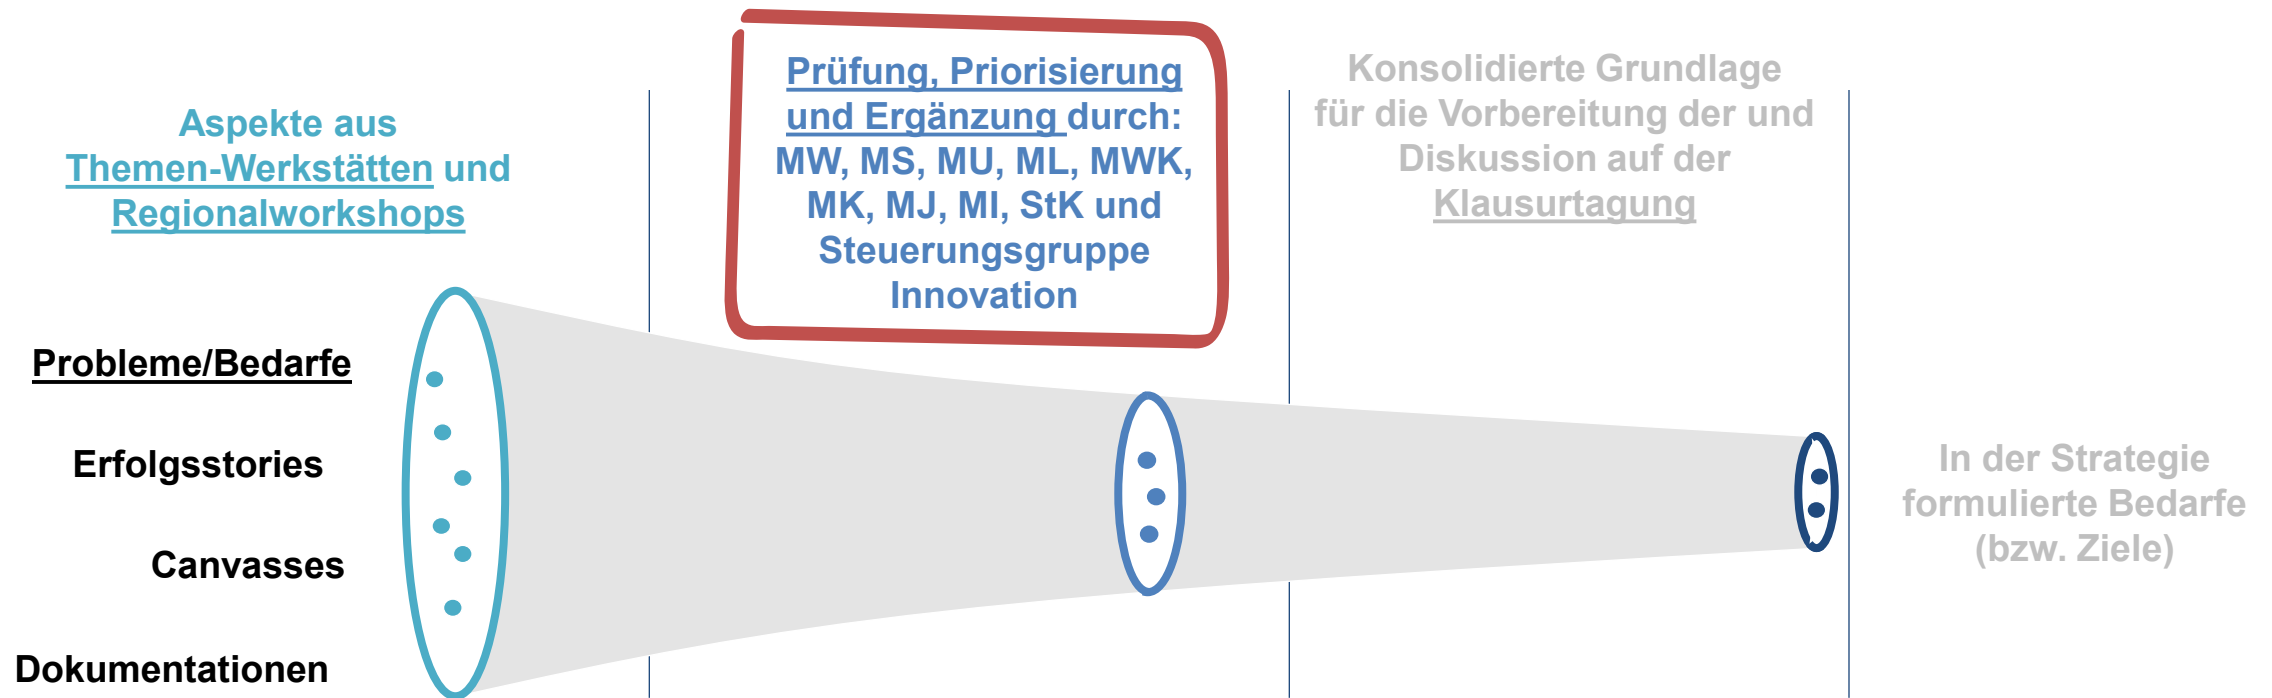 Aspekte aus
Themen-Werkstätten und
Regionalworkshops
Probleme/Bedarfe
Erfolgsstories
Canvasses
Dokumentationen
Prüfung, Priorisierung
und Ergänzung durch:
MW, MS, MU, ML, MWK,
MK, MJ, MI, StK und
Steuerungsgruppe
Innovation
Konsolidierte Grundlage
für die Vorbereitung der und
Diskussion auf der
Klausurtagung
In der Strategie
formulierte Bedarfe
(bzw. Ziele)